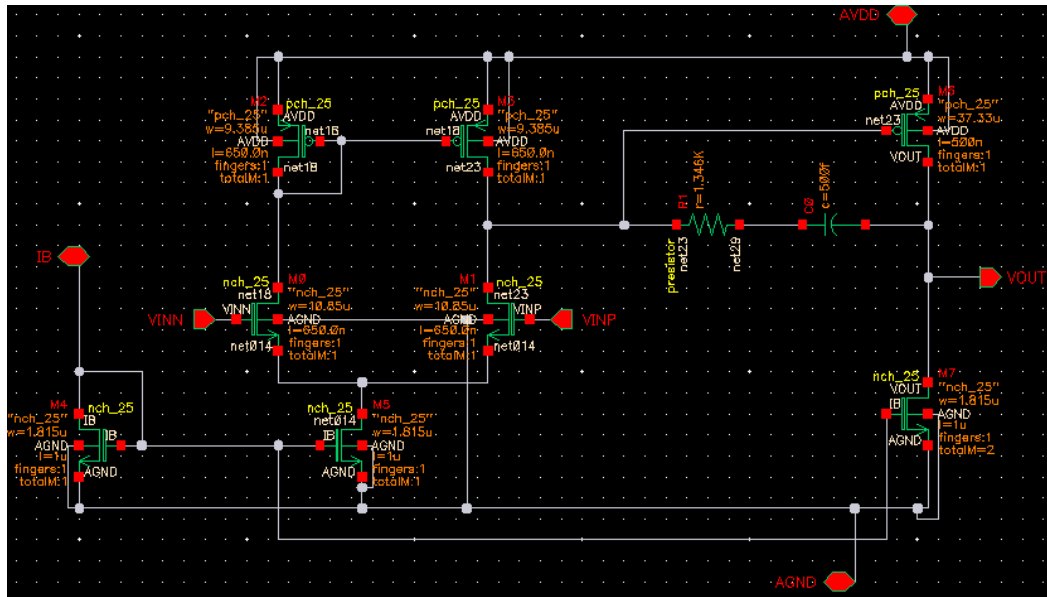 AVDD
M2
pch_25
"pch_25"
AVDD
w=9.385u
net18
AVDD
l=650.0n
fingers:1
net18
totalM:1
M3
pch_25
"pch_25"
AVDD
w=9.385u
net18
AVDD
l=650.0n
fingers:1
net23
totalM:1
M6
pch_25
"pch_25"
AVDD
w=37.33u
net23
AVDD
l=500n
fingers:1
VOUT
totalM:1
R1
r=1.346K
presistor
net23
net29
C0
c=500f
IB
VOUT
M0
nch_25
"nch_25"
net18
w=10.85u
VINN
AGND
l=650.0n
fingers:1
net014
totalM:1
M1
nch_25
"nch_25"
net23
w=10.85u
VINP
VINP
l=650.0n
fingers:1
net014
totalM:1
M4
nch_25
"nch_25"
IB
w=1.815u
IB
AGND
l=1u
AGND
fingers:1
totalM:1
M5
nch_25
"nch_25"
net014
w=1.815u
IB
AGND
l=1u
fingers:1
AGND
totalM:1
M7
nch_25
"nch_25"
VOUT
w=1.815u
IB
AGND
l=1u
fingers:1
AGND
totalM=2
AGND